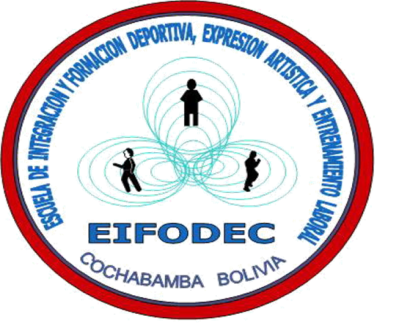 ESCUELA DE INTEGRACION Y FORMACION DEPORTIVA, EXPRESION ARTISTICA Y ENTRENAMIENTO LABORAL
EIFODEC
COCHABAMBA BOLIVIA